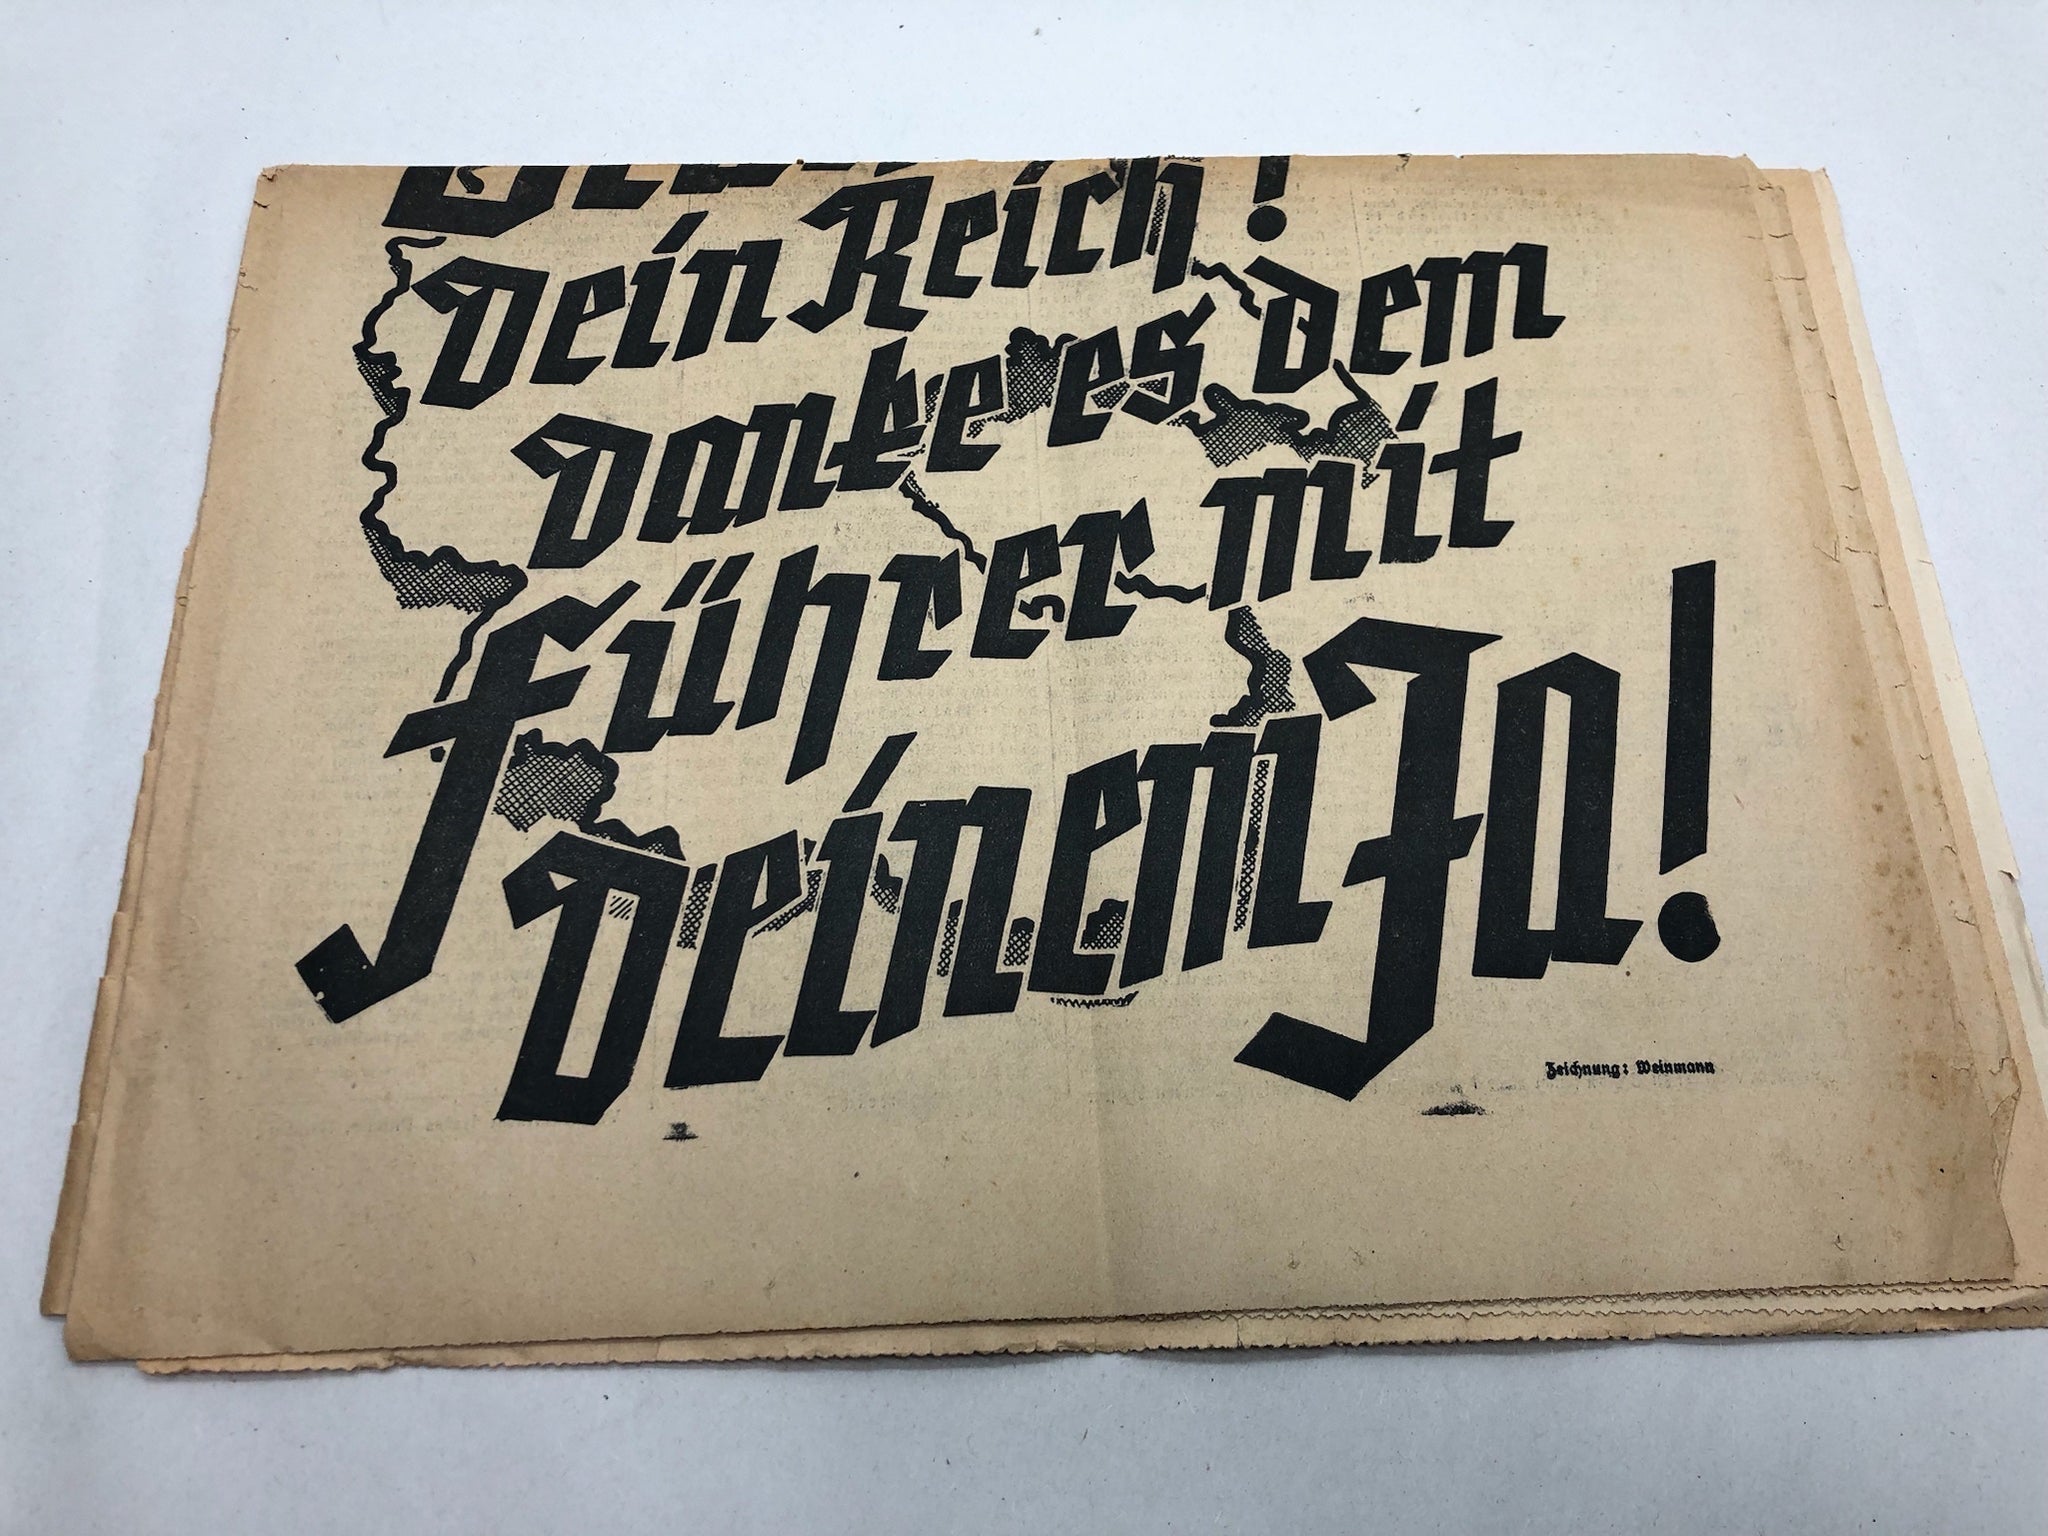 Dein Reich!
Danke es dem
Führer mit
Deinem Ja!
Zeichnung: Weinmann